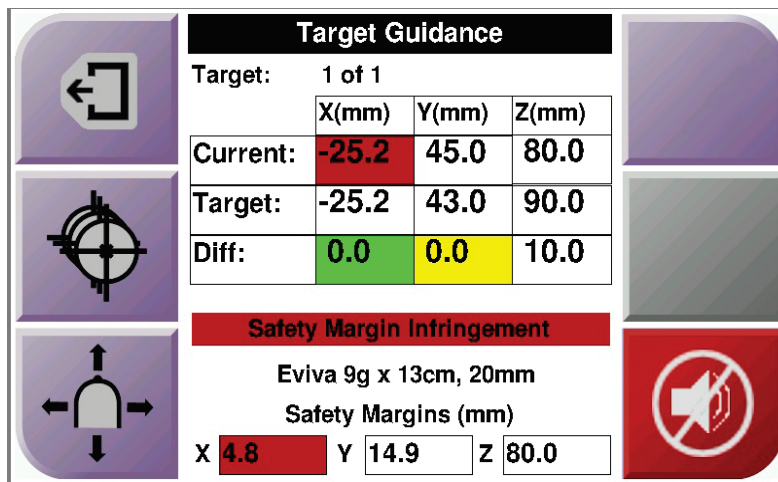 Target Guidance
Target: 1 of 1
X(mm) Y(mm) Z(mm)
Current: -25.2 45.0 80.0
Target: -25.2 43.0 90.0
Diff: 0.0 0.0 10.0
Safety Margin Infringement
Eviva 9g x 13cm, 20mm
Safety Margins (mm)
X 4.8 Y 14.9 Z 80.0